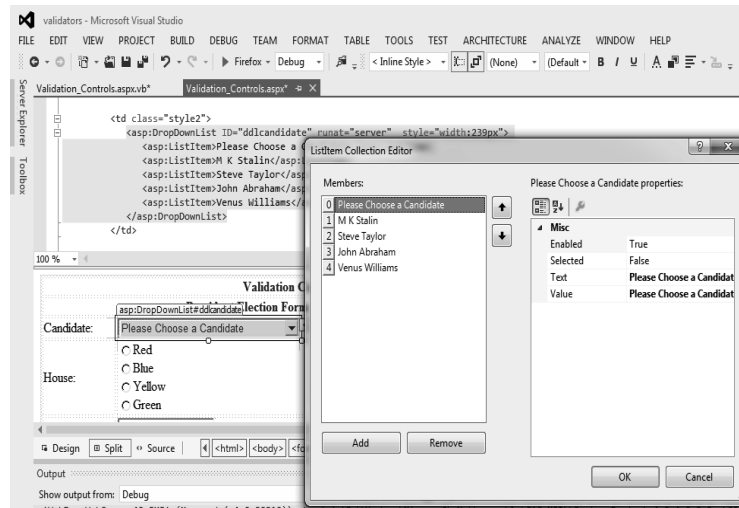 validators - Microsoft Visual Studio
FILE EDIT VIEW PROJECT BUILD DEBUG TEAM FORMAT TABLE TOOLS TEST ARCHITECTURE ANALYZE WINDOW HELP
Firefox - Debug < Inline Style > (None) (Default B I U A
Server Explorer
Toolbox
Validation_Controls.aspx.vb* Validation_Controls.aspx*
<td class="style2">
<asp:DropDownList ID="ddlcandidate" runat="server" style="width:239px">
<asp:ListItem>Please Choose a
<asp:ListItem>M K Stalin</asp:
<asp:ListItem>Steve Taylor</as
<asp:ListItem>John Abraham</as
<asp:ListItem>Venus Williams</
</asp:DropDownList>
</td>
100 %
Validation C
lection Form
asp:DropDownList#ddlcandidate
Candidate: Please Choose a Candidate
House:
Red
Blue
Yellow
Green
Design Split Source <html> <body> <fo
Output
Show output from: Debug
ListItem Collection Editor
Members:
0 Please Choose a Candidate
1 M K Stalin
2 Steve Taylor
3 John Abraham
4 Venus Williams
Add Remove
Please Choose a Candidate properties:
Misc
Enabled True
Selected False
Text Please Choose a Candidat
Value Please Choose a Candidat
OK Cancel